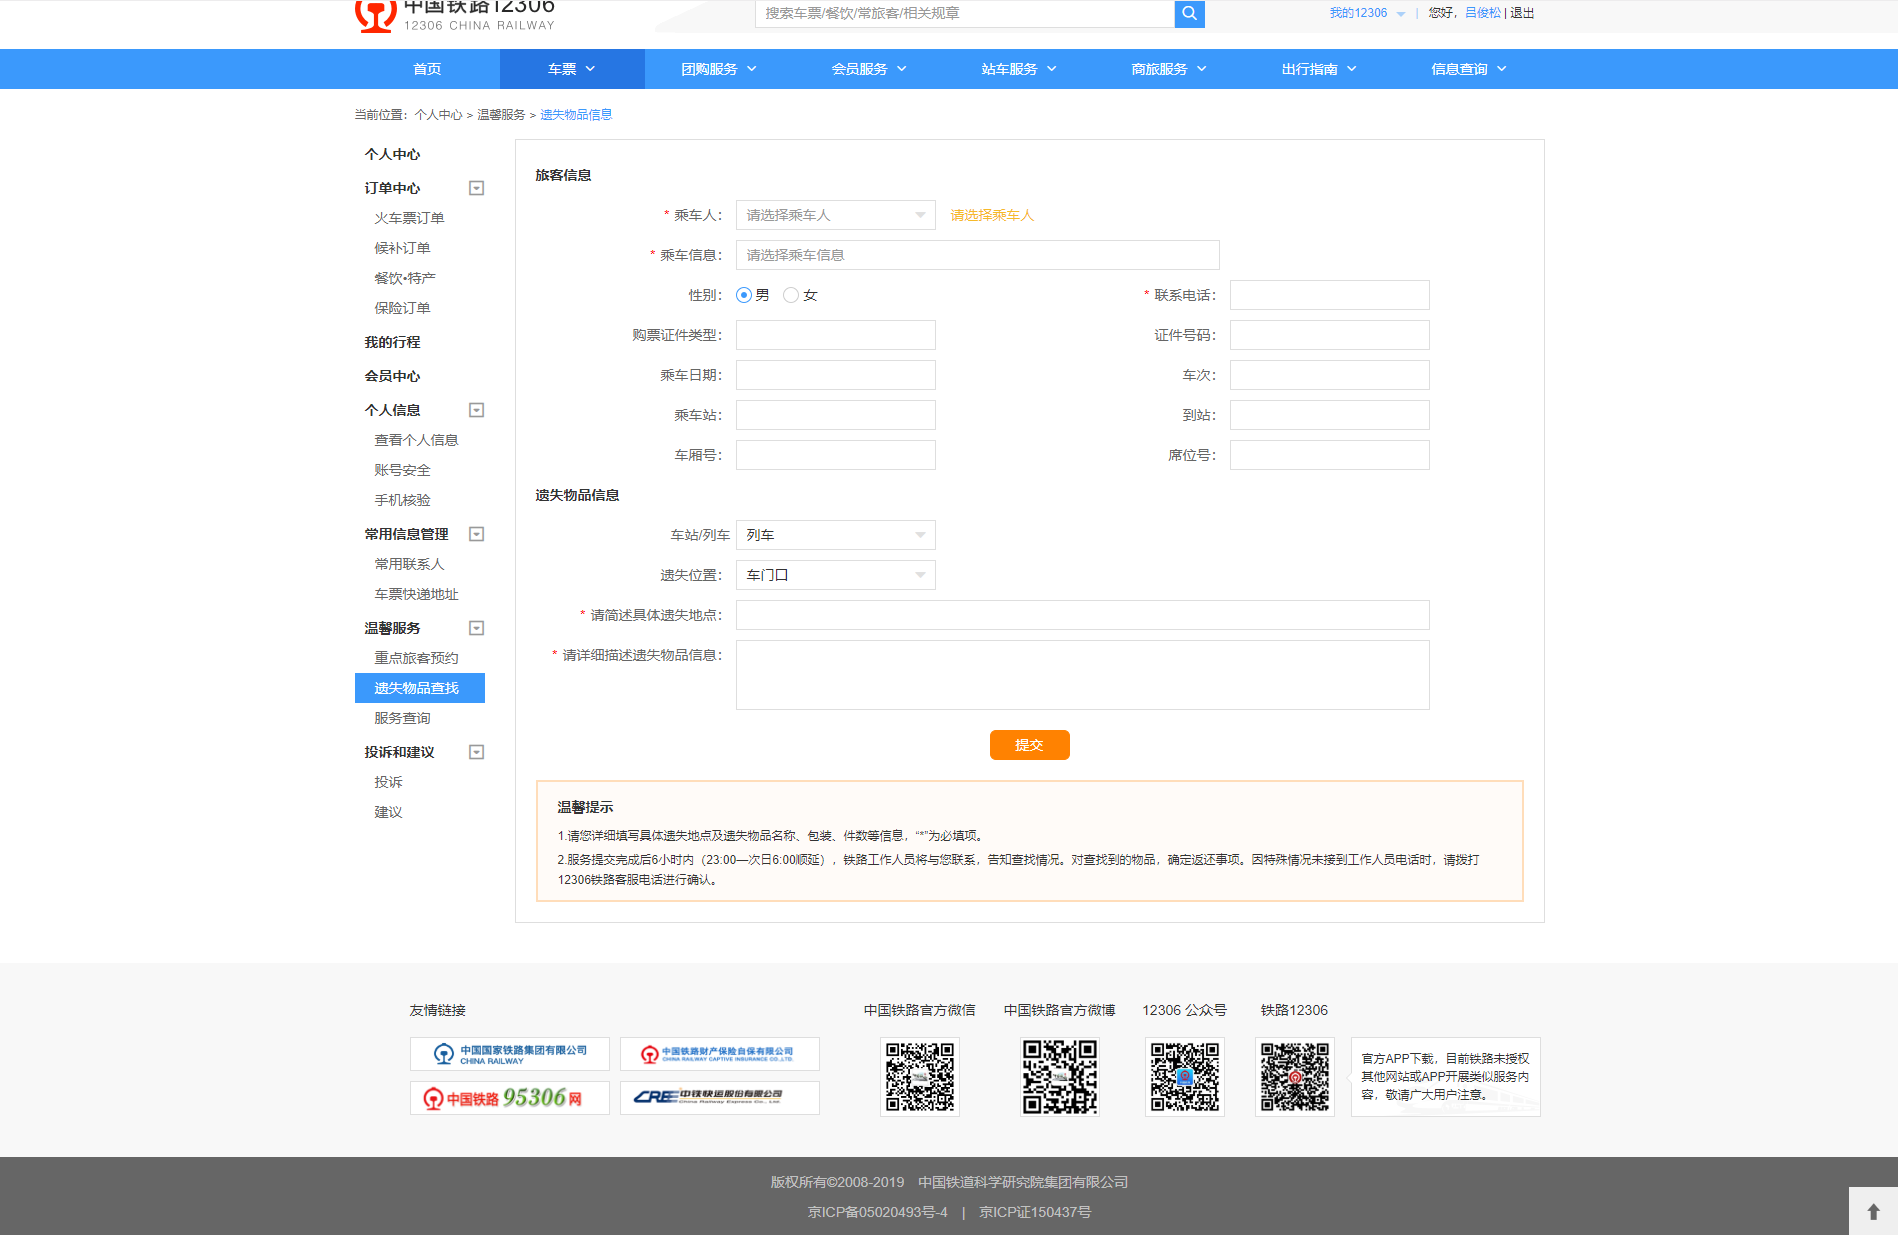 中国铁路12306
12306 CHINA RAILWAY
搜索车票/餐饮/常旅客/相关规章
我的12306 | 您好，吕俊松 | 退出
首页 车票 团购服务 会员服务 站车服务 商旅服务 出行指南 信息查询
当前位置：个人中心 > 温馨服务 > 遗失物品信息
个人中心
订单中心
火车票订单
候补订单
餐饮•特产
保险订单
我的行程
会员中心
个人信息
查看个人信息
账号安全
手机核验
常用信息管理
常用联系人
车票快递地址
温馨服务
重点旅客预约
遗失物品查找
服务查询
投诉和建议
投诉
建议
旅客信息
* 乘车人： 请选择乘车人 请选择乘车人
* 乘车信息： 请选择乘车信息
性别： 男 女 * 联系电话：
购票证件类型： 证件号码：
乘车日期： 车次：
乘车站： 到站：
车厢号： 席位号：
遗失物品信息
车站/列车 列车
遗失位置： 车门口
* 请简述具体遗失地点：
* 请详细描述遗失物品信息：
提交
温馨提示
1.请您详细填写具体遗失地点及遗失物品名称、包装、件数等信息，“*”为必填项。
2.服务提交完成后6小时内（23:00—次日6:00顺延），铁路工作人员将与您联系，告知查找情况。对查找到的物品，确定返还事项。因特殊情况未接到工作人员电话时，请拨打
12306铁路客服电话进行确认。
友情链接
中国国家铁路集团有限公司
CHINA RAILWAY
中国铁路财产保险自保有限公司
CHINA RAILWAY CAPTIVE INSURANCE CO.,LTD.
中国铁路 95306 网
CRE 中铁快运股份有限公司
China Railway Express Co., Ltd.
中国铁路官方微信 中国铁路官方微博 12306 公众号 铁路12306
官方APP下载，目前铁路未授权
其他网站或APP开展类似服务内
容，敬请广大用户注意。
版权所有©2008-2019 中国铁道科学研究院集团有限公司
京ICP备05020493号-4 | 京ICP证150437号